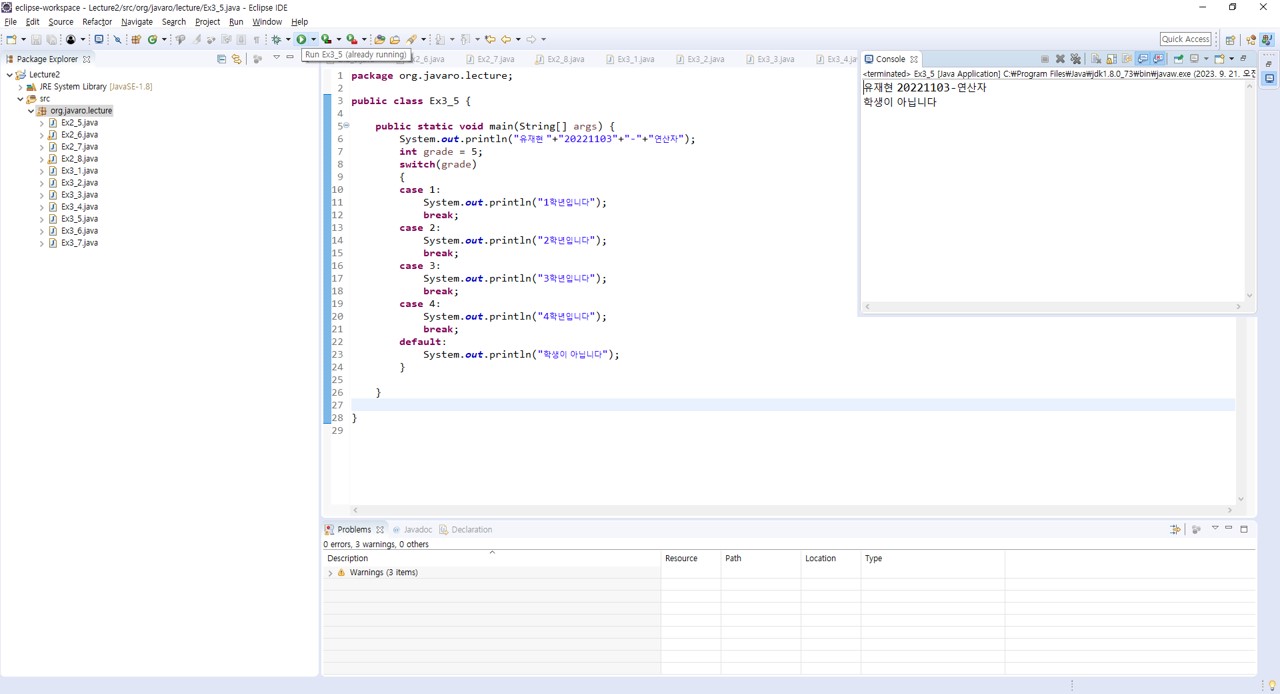 eclipse-workspace - Lecture2/src/org/javaro/lecture/Ex3_5.java - Eclipse IDE
File Edit Source Refactor Navigate Search Project Run Window Help
Quick Access
Run Ex3_5 (already running)
Package Explorer
Lecture2
JRE System Library [JavaSE-1.8]
src
org.javaro.lecture
Ex2_5.java
Ex2_6.java
Ex2_7.java
Ex2_8.java
Ex3_1.java
Ex3_2.java
Ex3_3.java
Ex3_4.java
Ex3_5.java
Ex3_6.java
Ex3_7.java
2_6.java Ex2_7.java Ex2_8.java Ex3_1.java Ex3_2.java Ex3_3.java Ex3_4.ja
1 package org.javaro.lecture;
2
3 public class Ex3_5 {
4
5 public static void main(String[] args) {
6 System.out.println("유재현 "+"20221103"+"-"+"연산자");
7 int grade = 5;
8 switch(grade)
9 {
10 case 1:
11 System.out.println("1학년입니다");
12 break;
13 case 2:
14 System.out.println("2학년입니다");
15 break;
16 case 3:
17 System.out.println("3학년입니다");
18 break;
19 case 4:
20 System.out.println("4학년입니다");
21 break;
22 default:
23 System.out.println("학생이 아닙니다");
24 }
25
26 }
27
28 }
29
Console
<terminated> Ex3_5 [Java Application] C:₩Program Files₩Java₩jdk1.8.0_73₩bin₩javaw.exe (2023. 9. 21. 오전
유재현 20221103-연산자
학생이 아닙니다
Problems Javadoc Declaration
0 errors, 3 warnings, 0 others
Description Resource Path Location Type
Warnings (3 items)